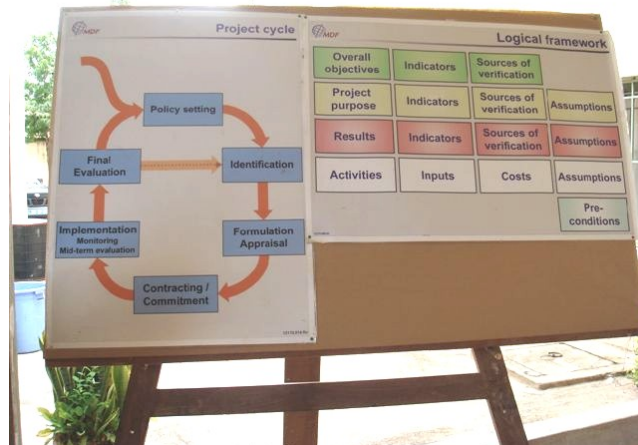 MDF
Project cycle
Policy setting
Final
Evaluation
Identification
Implementation
Monitoring
Mid-term evaluation
Formulation
Appraisal
Contracting /
Commitment
MDF
Logical framework
Overall
objectives
Indicators
Sources of
verification
Project
purpose
Indicators
Sources of
verification
Assumptions
Results
Indicators
Sources of
verification
Assumptions
Activities
Inputs
Costs
Assumptions
Pre-
conditions